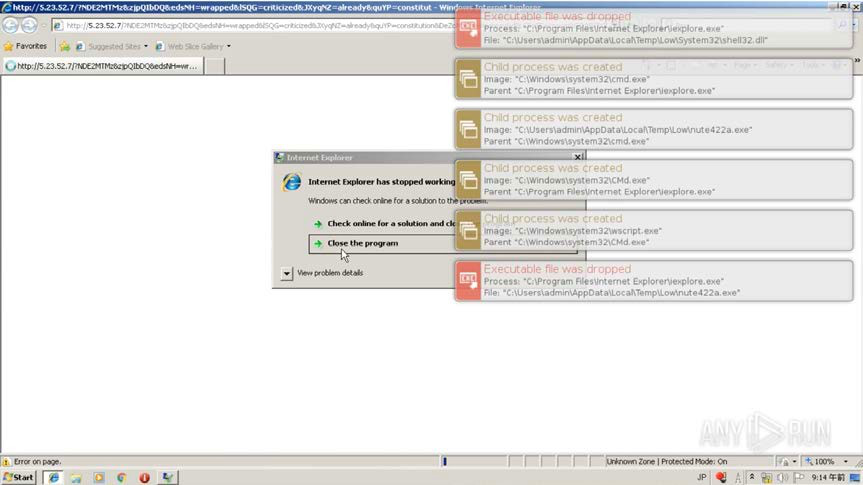 http://5.23.52.7/?NDE2MTMz&zjpQIbDQ&edsNH=wrapped&lSQG=criticized&JXyqNZ=already&quYP=constitut - Windows Internet Explorer
http://5.23.52.7/?NDE2MTMz&zjpQIbDQ&edsNH=wrapped&lSQG=criticized&JXyqNZ=already&quYP=constitution&DeZo
Favorites
Suggested Sites
Web Slice Gallery
http://5.23.52.7/?NDE2MTMz&zjpQIbDQ&edsNH=wr...
Page
Safety
Tools
Executable file was dropped
Process: "C:\Program Files\Internet Explorer\iexplore.exe"
File: "C:\Users\admin\AppData\Local\Temp\Low\System32\shell32.dll"
Child process was created
Image: "C:\Windows\system32\cmd.exe"
Parent "C:\Program Files\Internet Explorer\iexplore.exe"
Child process was created
Image: "C:\Users\admin\AppData\Local\Temp\Low\nute422a.exe"
Parent "C:\Windows\system32\cmd.exe"
Child process was created
Image: "C:\Windows\system32\CMd.exe"
Parent "C:\Program Files\Internet Explorer\iexplore.exe"
Child process was created
Image: "C:\Windows\system32\wscript.exe"
Parent "C:\Windows\system32\CMd.exe"
Executable file was dropped
Process: "C:\Program Files\Internet Explorer\iexplore.exe"
File: "C:\Users\admin\AppData\Local\Temp\Low\nute422a.exe"
Internet Explorer
Internet Explorer has stopped working
Windows can check online for a solution to the problem.
Check online for a solution and clo
Close the program
View problem details
ANY RUN
Error on page.
Unknown Zone | Protected Mode: On
100%
Start
JP
9:14 午前